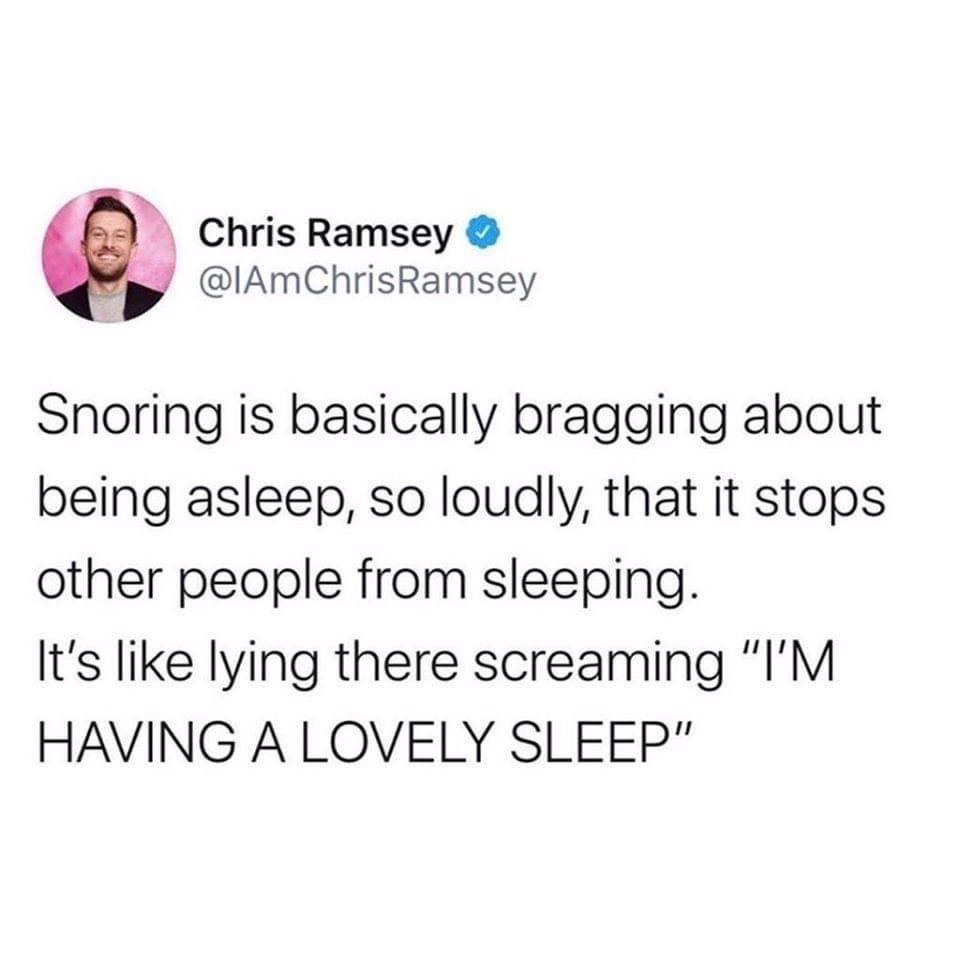 Chris Ramsey
@IAmChrisRamsey
Snoring is basically bragging about
being asleep, so loudly, that it stops
other people from sleeping.
It’s like lying there screaming “I’M
HAVING A LOVELY SLEEP”